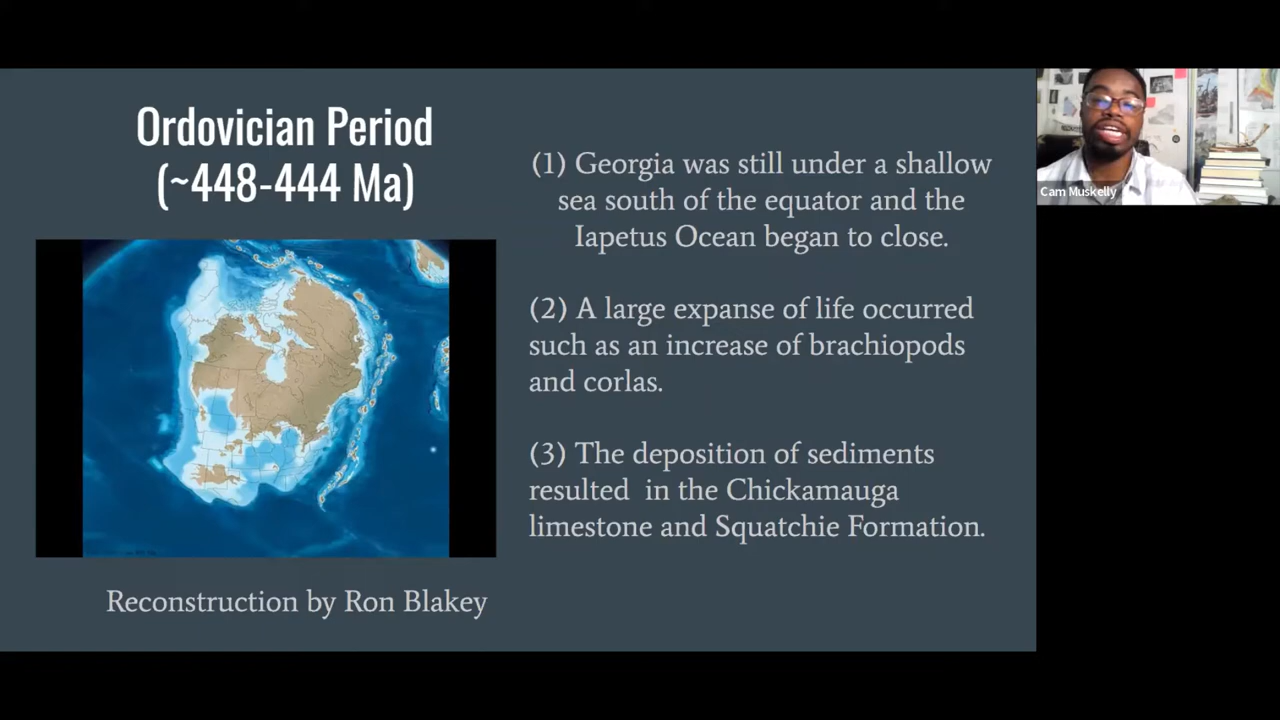 Ordovician Period
(~448-444 Ma)
(1) Georgia was still under a shallow
sea south of the equator and the
Iapetus Ocean began to close.
(2) A large expanse of life occurred
such as an increase of brachiopods
and corlas.
(3) The deposition of sediments
resulted in the Chickamauga
limestone and Squatchie Formation.
Reconstruction by Ron Blakey
Cam Muskelly